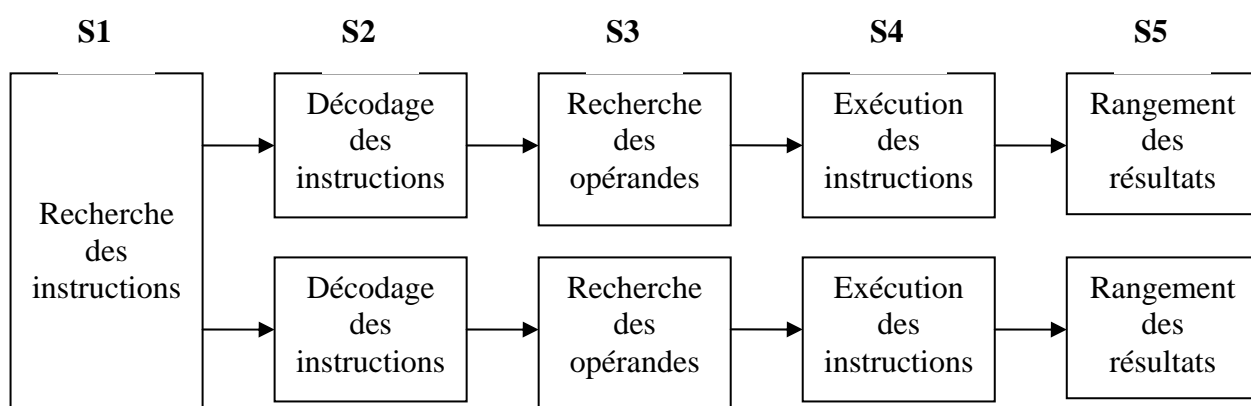 S1 S2 S3 S4 S5
Recherche
des
instructions
Décodage
des
instructions
Recherche
des
opérandes
Exécution
des
instructions
Rangement
des
résultats
Décodage
des
instructions
Recherche
des
opérandes
Exécution
des
instructions
Rangement
des
résultats